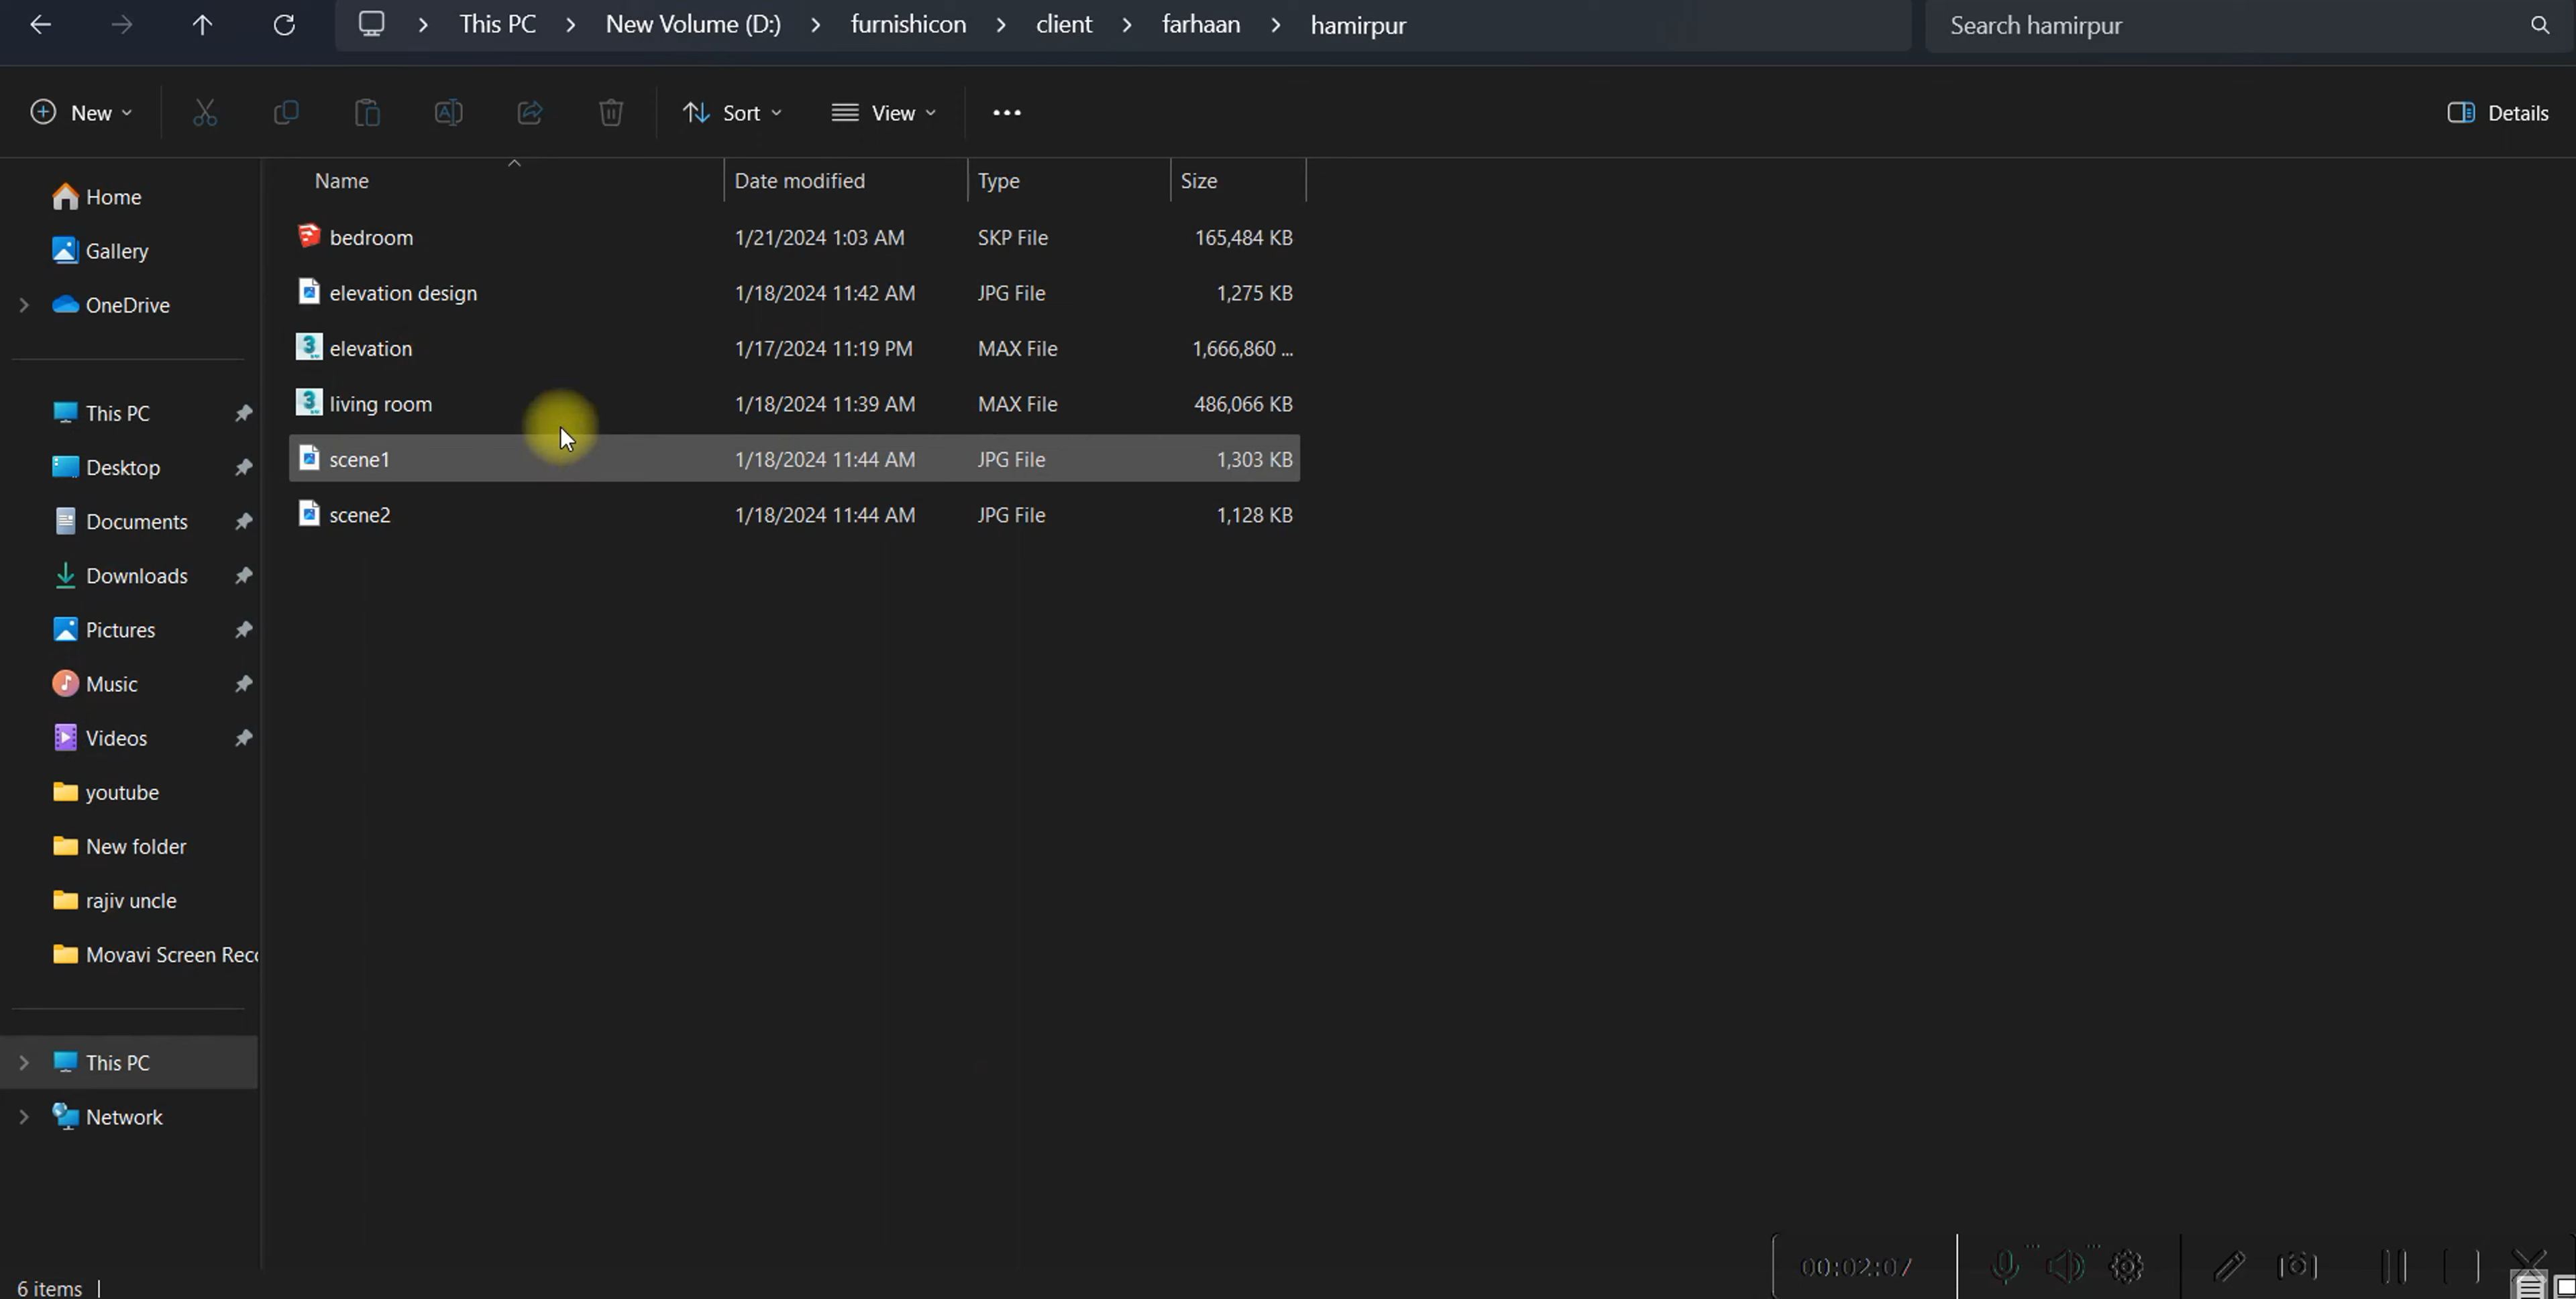 This PC > New Volume (D:) > furnishicon > client > farhaan > hamirpur Search hamirpur
New Sort View ... Details
Name Date modified Type Size
Home
Gallery
OneDrive
This PC
Desktop
Documents
Downloads
Pictures
Music
Videos
youtube
New folder
rajiv uncle
Movavi Screen Rec
This PC
Network
bedroom 1/21/2024 1:03 AM SKP File 165,484 KB
elevation design 1/18/2024 11:42 AM JPG File 1,275 KB
elevation 1/17/2024 11:19 PM MAX File 1,666,860 ...
living room 1/18/2024 11:39 AM MAX File 486,066 KB
scene1 1/18/2024 11:44 AM JPG File 1,303 KB
scene2 1/18/2024 11:44 AM JPG File 1,128 KB
6 items
00:02:07